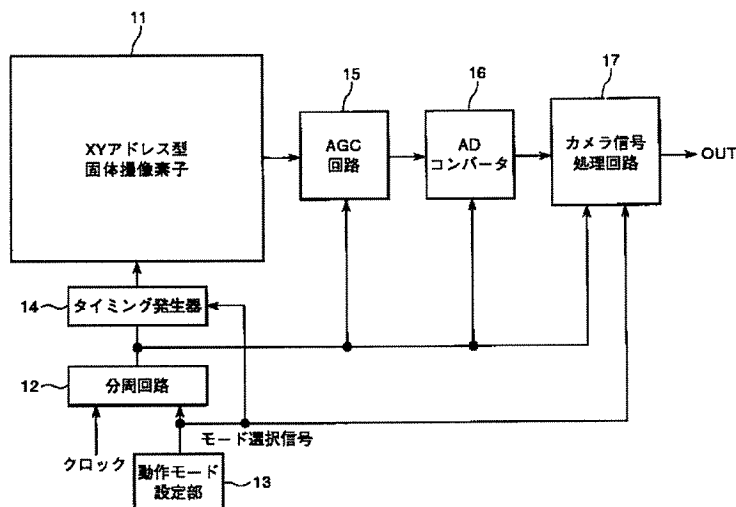 11
XYアドレス型
固体撮像素子
15
AGC
回路
16
AD
コンバータ
17
カメラ信号
処理回路
OUT
14
タイミング発生器
12
分周回路
クロック
モード選択信号
動作モード
設定部
13